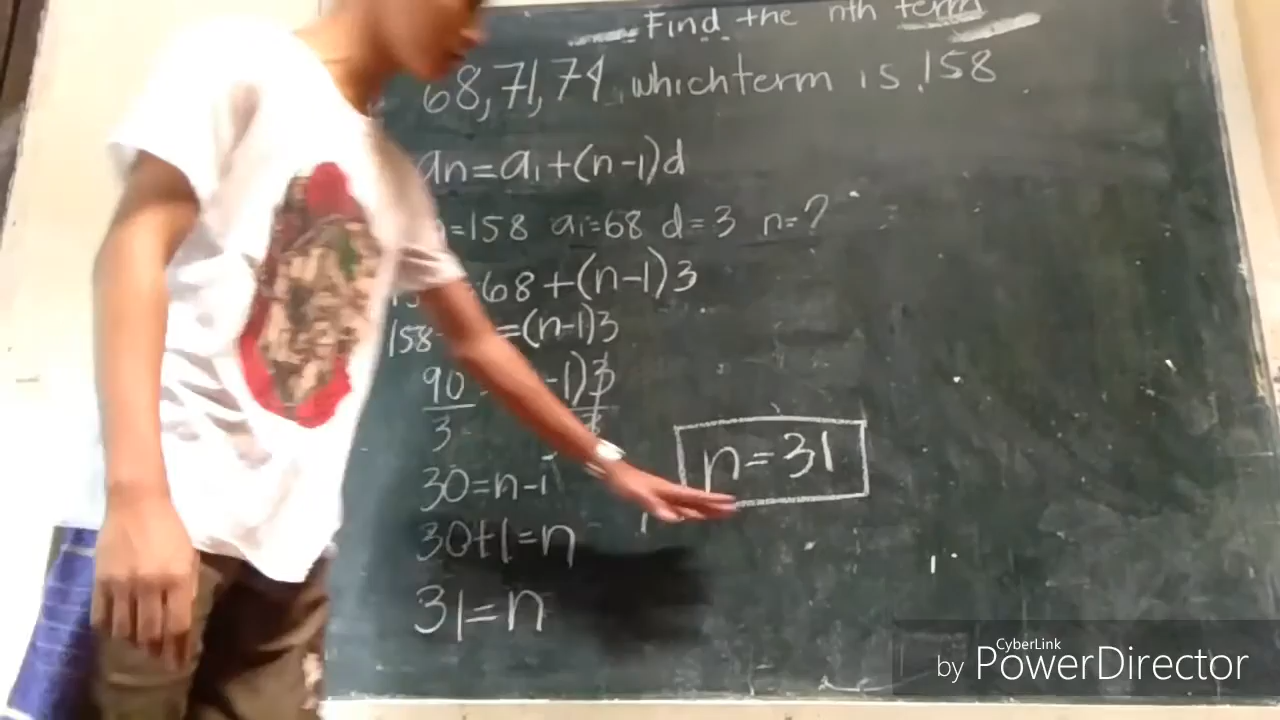 Find the nth term
68, 71, 74, which term is 158
an = a1 + (n-1)d
=158 a1=68 d=3 n=?
68 + (n-1)3
158- =(n-1)3
90 -1)3
3
30=n-1
30+1=n
31=n
n=31
CyberLink
by PowerDirector